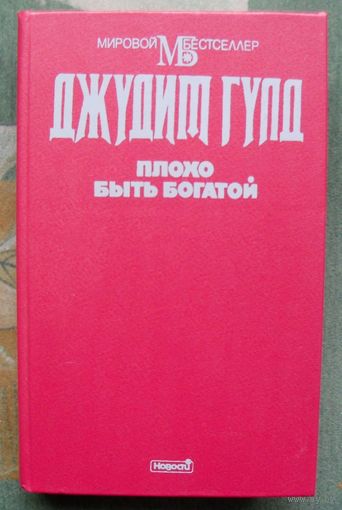 МИРОВОЙ МБ БЕСТСЕЛЛЕР
ДЖУДИТ ГУЛД
ПЛОХО
БЫТЬ БОГАТОЙ
Новости